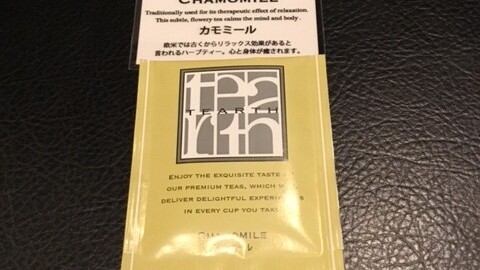 CHAMOMILE
Traditionally used for its therapeutic effect of relaxation.
This subtle, flowery tea calms the mind and body .
カモミール
欧米では古くからリラックス効果があると
言われるハーブティー。心と身体が癒されます。
tea
TEARTH
rth
ENJOY THE EXQUISITE TASTE
OUR PREMIUM TEAS, WHICH
DELIVER DELIGHTFUL
IN EVERY CUP YOU
CHAMOMILE